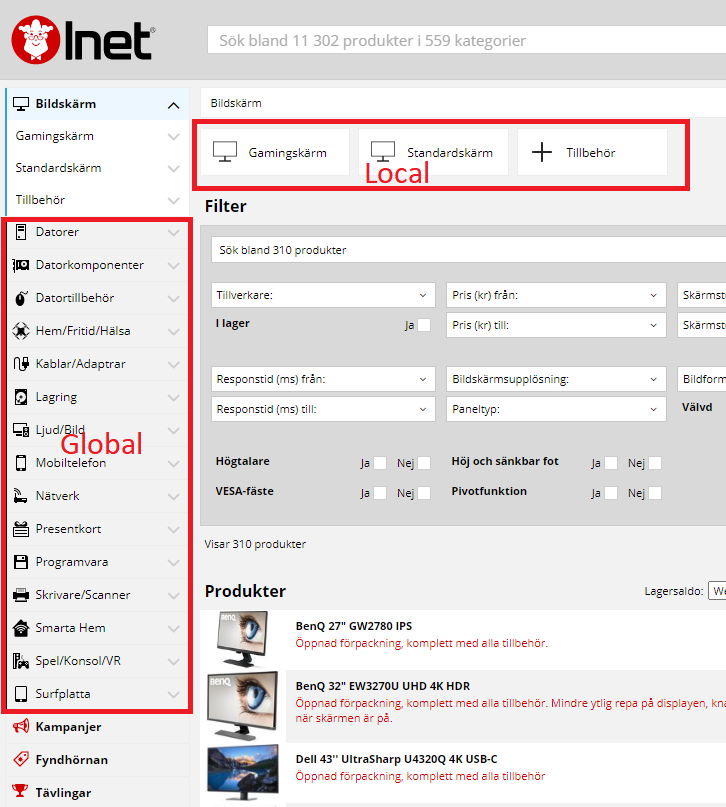 Inet®
Sök bland 11 302 produkter i 559 kategorier
Bildskärm
Gamingskärm
Standardskärm
Tillbehör
Datorer
Datorkomponenter
Datortillbehör
Hem/Fritid/Hälsa
Kablar/Adaptrar
Lagring
Ljud/Bild
Global
Mobiltelefon
Nätverk
Presentkort
Programvara
Skrivare/Scanner
Smarta Hem
Spel/Konsol/VR
Surfplatta
Kampanjer
Fyndhörnan
Tävlingar
Bildskärm
Gamingskärm Standardskärm Tillbehör
Local
Filter
Sök bland 310 produkter
Tillverkare: Pris (kr) från: Skärmsto
I lager Ja Pris (kr) till: Skärmsto
Responstid (ms) från: Bildskärmsupplösning: Bildform
Responstid (ms) till: Paneltyp: Välvd
Högtalare Ja Nej Höj och sänkbar fot Ja Nej
VESA-fäste Ja Nej Pivotfunktion Ja Nej
Visar 310 produkter
Produkter Lagersaldo: We
BenQ
BenQ 27" GW2780 IPS
Öppnad förpackning, komplett med alla tillbehör.
BenQ
BenQ 32" EW3270U UHD 4K HDR
Öppnad förpackning, komplett med alla tillbehör. Mindre ytlig repa på displayen, kna
när skärmen är på.
Dell 43'' UltraSharp U4320Q 4K USB-C
Öppnad förpackning, komplett med alla tillbehör